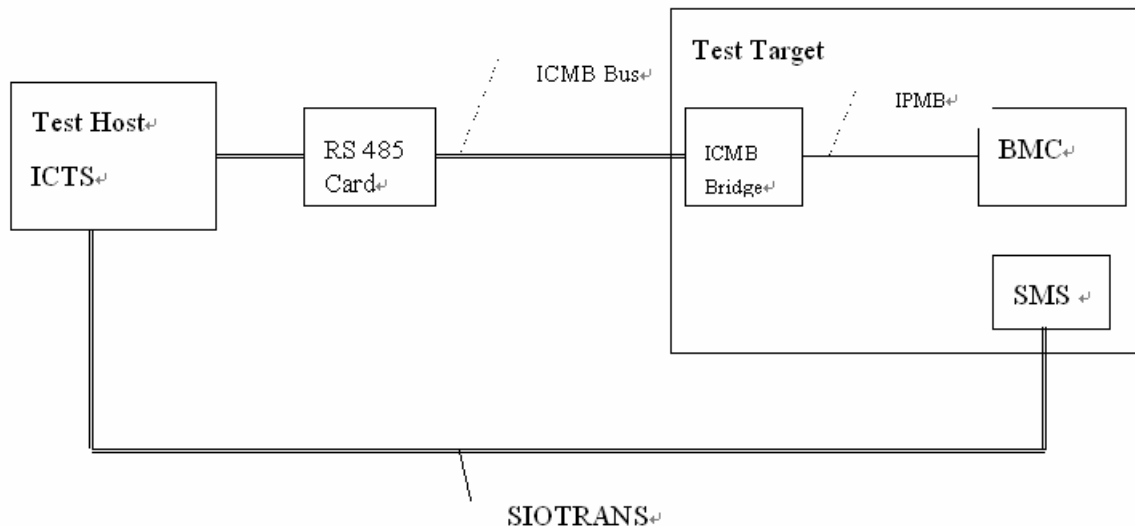 Test Target
ICMB Bus
IPMB
Test Host
ICTS
RS 485
Card
ICMB
Bridge
BMC
SMS
SIOTRANS